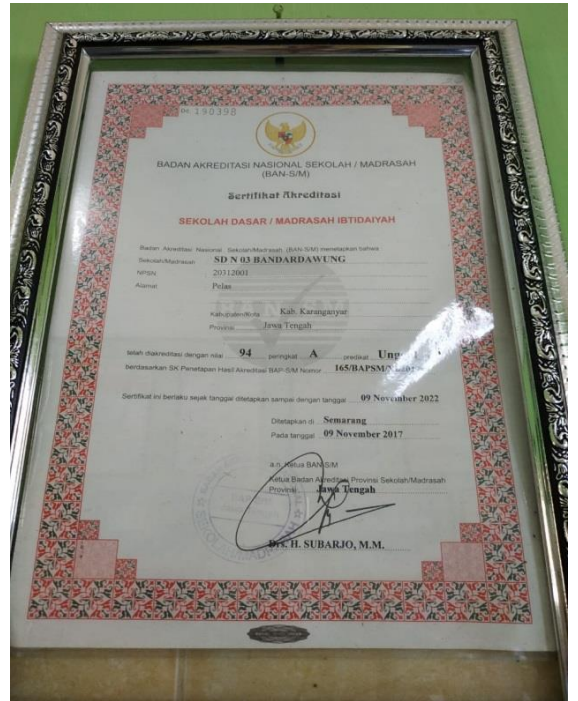 190398
BADAN AKREDITASI NASIONAL SEKOLAH / MADRASAH
(BAN-S/M)
Sertifikat Akreditasi
SEKOLAH DASAR / MADRASAH IBTIDAIYAH
Badan Akreditasi Nasional Sekolah/Madrasah (BAN-S/M) menetapkan bahwa
Sekolah/Madrasah SD N 03 BANDARDAWUNG
NPSN 20312001
Alamat Pelas
BAN-S/M
Kabupaten/Kota Kab. Karanganyar
Provinsi Jawa Tengah
telah diakreditasi dengan nilai 94 peringkat A predikat
berdasarkan SK Penetapan Hasil Akreditasi BAP-S/M Nomor
Sertifikat ini berlaku sejak tanggal ditetapkan sampai dengan tanggal 09 November 2022
Ditetapkan di Semarang
Pada tanggal 09 November 2017
a.n. Ketua BAN-S/M
Ketua Badan Akreditasi Provinsi Sekolah/Madrasah
Provinsi Jawa Tengah
Drs. H. SUBARJO, M.M.